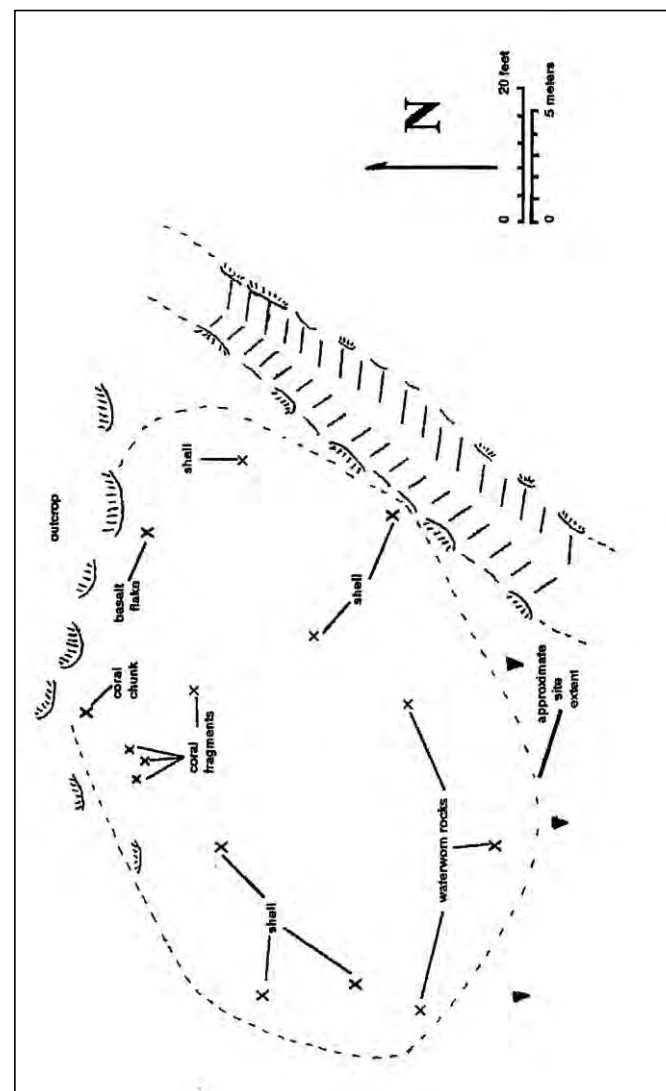 20 feet
5 meters
0
0
N
outcrop
shell
basalt
flake
coral
chunk
shell
coral
fragments
approximate
site
extent
waterworn rocks
shell